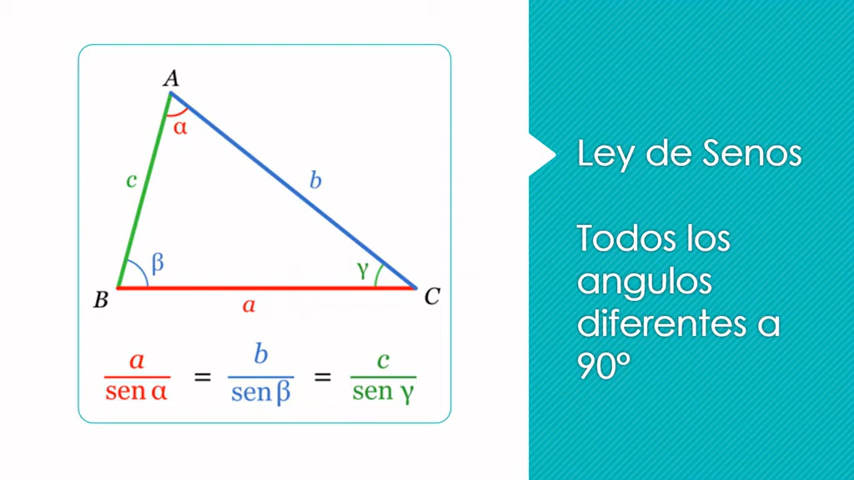 A
α
c
b
β
γ
B
a
C
a / sen α = b / sen β = c / sen γ
Ley de Senos
Todos los
angulos
diferentes a
90°